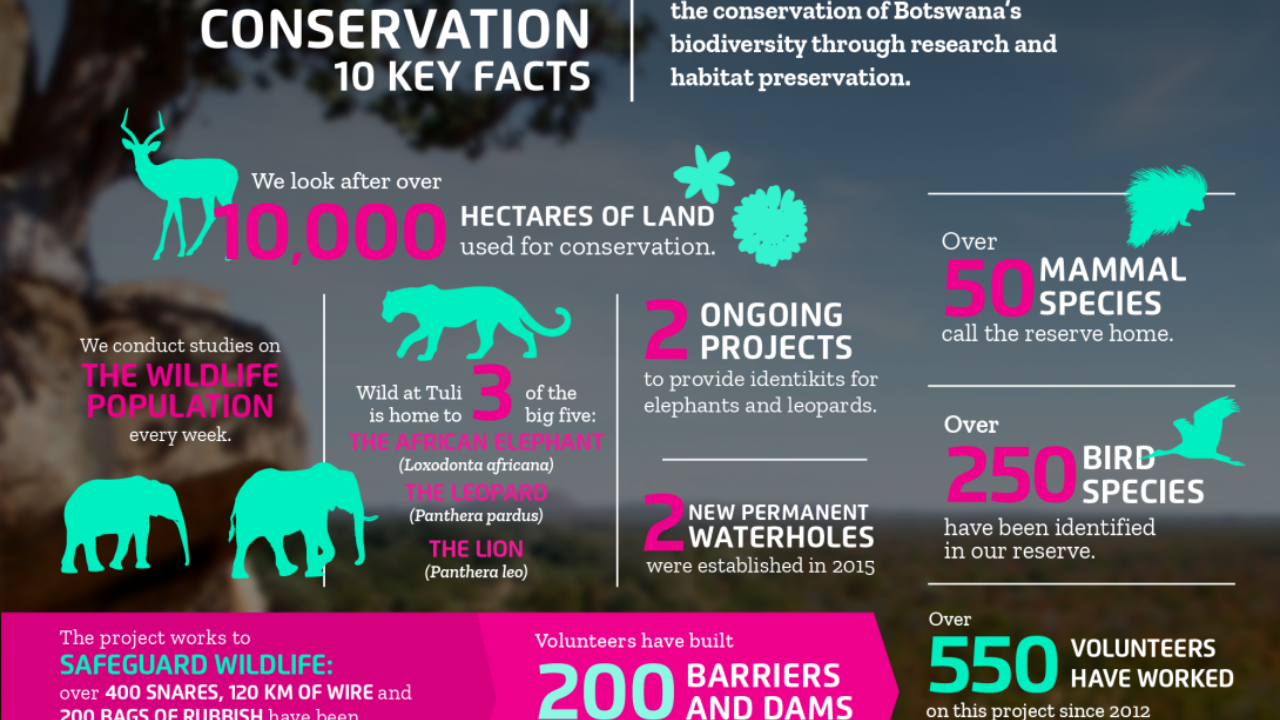 CONSERVATION
10 KEY FACTS
the conservation of Botswana's
biodiversity through research and
habitat preservation.
We look after over
10,000
HECTARES OF LAND
used for conservation.
We conduct studies on
THE WILDLIFE
POPULATION
every week.
Wild at Tuli
is home to
3
of the
big five:
THE AFRICAN ELEPHANT
(Loxodonta africana)
THE LEOPARD
(Panthera pardus)
THE LION
(Panthera leo)
2
ONGOING
PROJECTS
to provide identikits for
elephants and leopards.
2
NEW PERMANENT
WATERHOLES
were established in 2015
Over
50
MAMMAL
SPECIES
call the reserve home.
Over
250
BIRD
SPECIES
have been identified
in our reserve.
The project works to
SAFEGUARD WILDLIFE:
over 400 SNARES, 120 KM OF WIRE and
200 BAGS OF RUBBISH have been
Volunteers have built
200
BARRIERS
AND DAMS
Over
550
VOLUNTEERS
HAVE WORKED
on this project since 2012